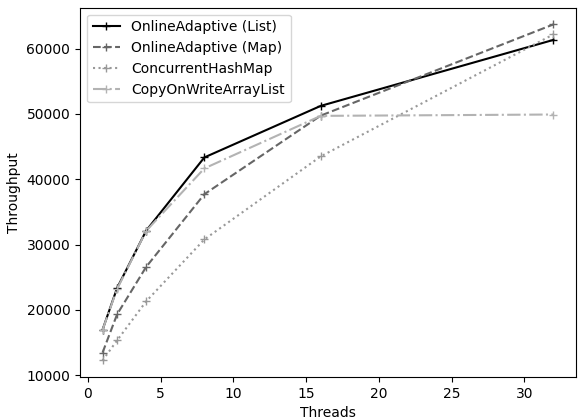 OnlineAdaptive (List)
OnlineAdaptive (Map)
ConcurrentHashMap
CopyOnWriteArrayList
60000
50000
40000
30000
20000
10000
Throughput
0 5 10 15 20 25 30
Threads